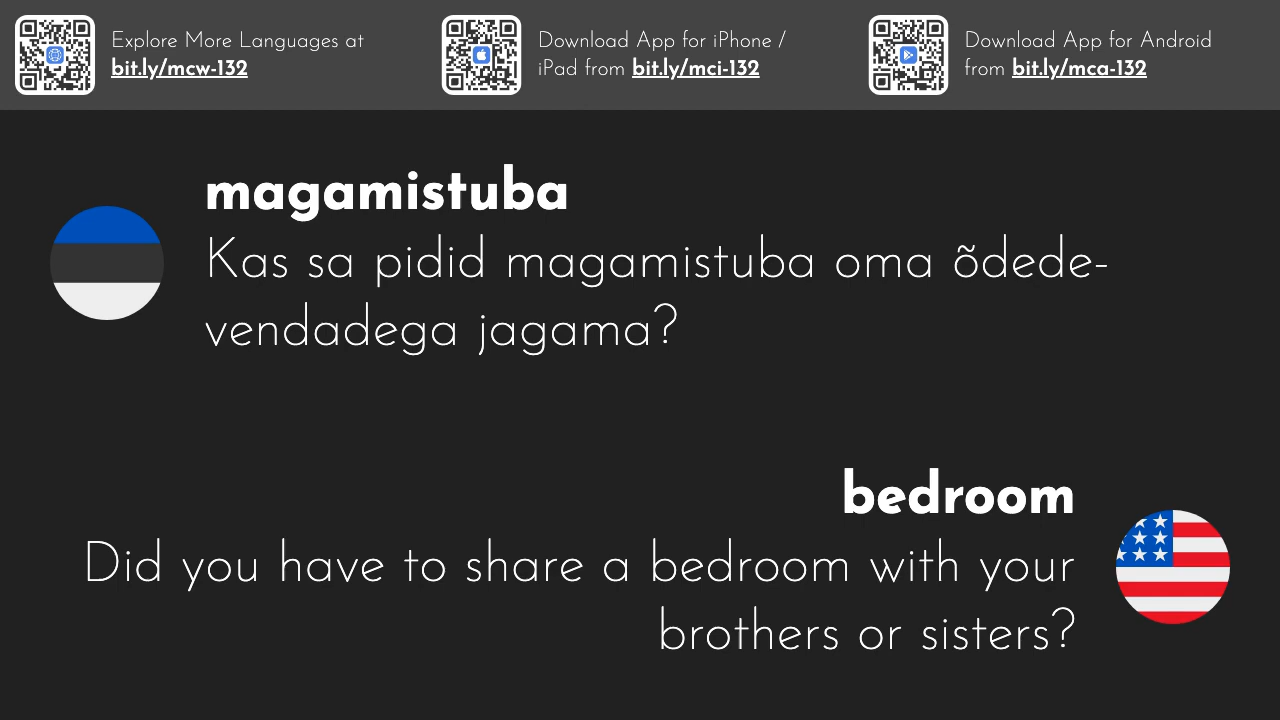 Explore More Languages at
bit.ly/mcw-132
Download App for iPhone /
iPad from bit.ly/mci-132
Download App for Android
from bit.ly/mca-132
magamistuba
Kas sa pidid magamistuba oma õdede-
vendadega jagama?
bedroom
Did you have to share a bedroom with your
brothers or sisters?